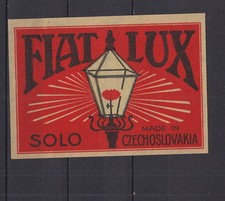 FIAT LUX
SOLO
MADE IN
CZECHOSLOVAKIA